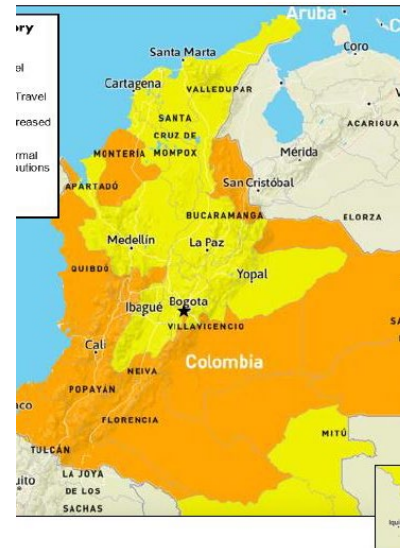 ory
el
Travel
reased
rmal
autions
Aruba
C
Coro
Santa Marta
Cartagena
VALLEDUPAR
ACARIGUA
SANTA
CRUZ DE
MOMPOX
MONTERÍA
Mérida
APARTADÓ
San Cristóbal
BUCARAMANGA
ELORZA
Medellín
La Paz
QUIBDÓ
Yopal
Ibagué
Bogota
VILLAVICENCIO
Cali
Colombia
NEIVA
POPAYÁN
FLORENCIA
MITÚ
aco
TULCÁN
uito
LA JOYA
DE LOS
SACHAS